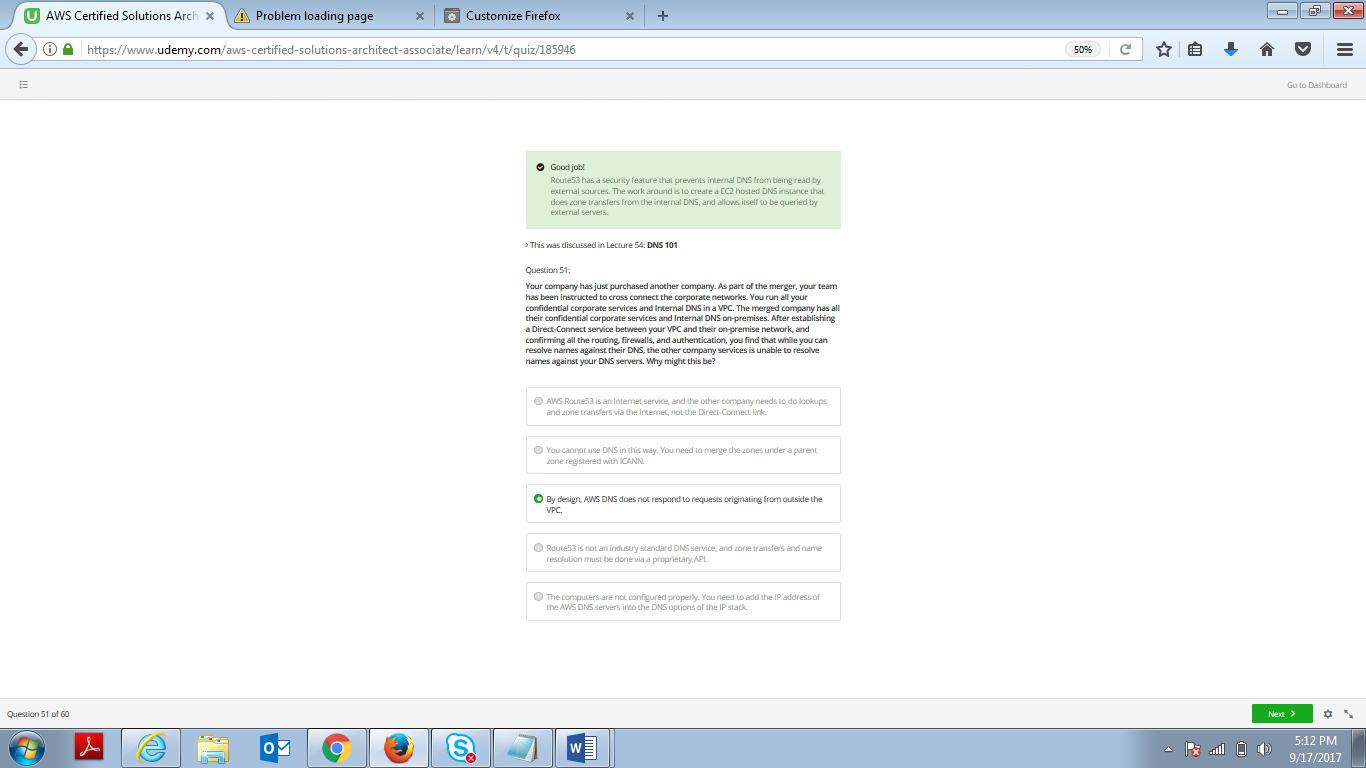 AWS Certified Solutions Arch
Problem loading page
Customize Firefox
https://www.udemy.com/aws-certified-solutions-architect-associate/learn/v4/t/quiz/185946
50%
Go to Dashboard
Good job!
Route53 has a security feature that prevents internal DNS from being read by
external sources. The work around is to create a EC2 hosted DNS instance that
does zone transfers from the internal DNS, and allows itself to be queried by
external servers.
> This was discussed in Lecture 54: DNS 101
Question 51:
Your company has just purchased another company. As part of the merger, your team
has been instructed to cross connect the corporate networks. You run all your
confidential corporate services and Internal DNS in a VPC. The merged company has all
their confidential corporate services and Internal DNS on-premises. After establishing
a Direct-Connect service between your VPC and their on-premise network, and
confirming all the routing, firewalls, and authentication, you find that while you can
resolve names against their DNS, the other company services is unable to resolve
names against your DNS servers. Why might this be?
AWS Route53 is an Internet service, and the other company needs to do lookups
and zone transfers via the Internet, not the Direct-Connect link.
You cannot use DNS in this way. You need to merge the zones under a parent
zone registered with ICANN.
By design, AWS DNS does not respond to requests originating from outside the
VPC.
Route53 is not an industry standard DNS service, and zone transfers and name
resolution must be done via a proprietary API.
The computers are not configured properly. You need to add the IP address of
the AWS DNS servers into the DNS options of the IP stack.
Question 51 of 60
Next
5:12 PM
9/17/2017